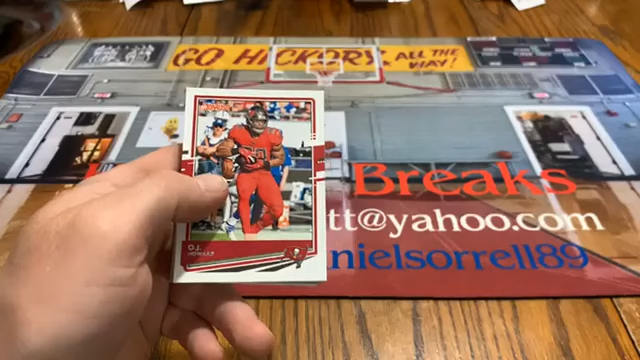 GO HICKORY ALL THE WAY!
Breaks
tt@yahoo.com
nielsorrell89
O.J.
HOWARD